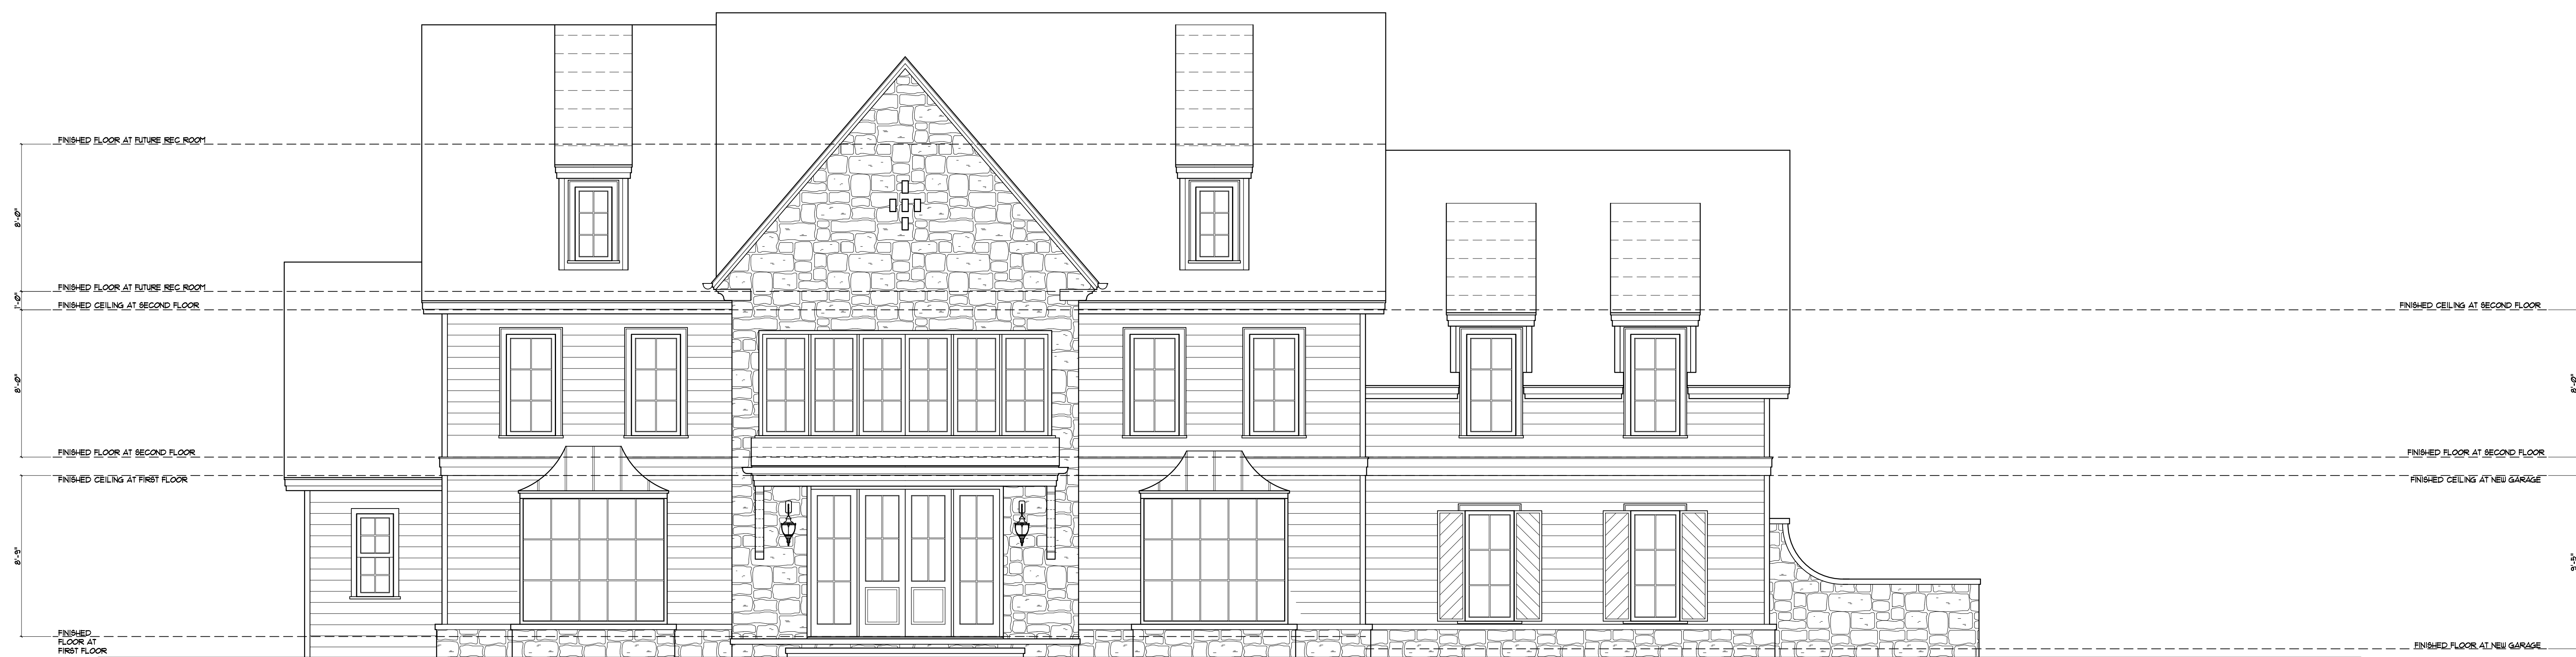 FINISHED FLOOR AT FUTURE REC ROOM
8'-0"
FINISHED FLOOR AT FUTURE REC ROOM
1'-0"
FINISHED CEILING AT SECOND FLOOR
FINISHED CEILING AT SECOND FLOOR
8'-0"
8'-0"
FINISHED FLOOR AT SECOND FLOOR
FINISHED FLOOR AT SECOND FLOOR
FINISHED CEILING AT FIRST FLOOR
FINISHED CEILING AT NEW GARAGE
8'-9"
9'-5"
FINISHED
FLOOR AT
FIRST FLOOR
FINISHED FLOOR AT NEW GARAGE